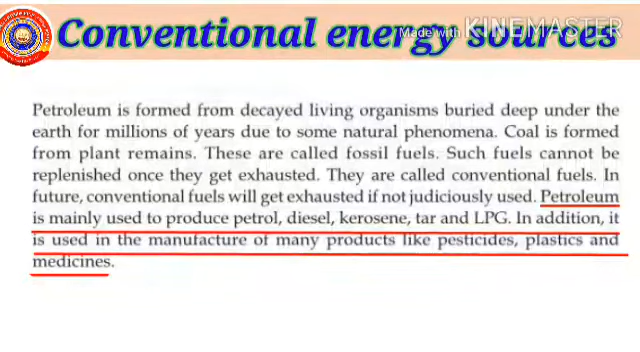 Conventional energy sources
Made with KINEMASTER
Petroleum is formed from decayed living organisms buried deep under the
earth for millions of years due to some natural phenomena. Coal is formed
from plant remains. These are called fossil fuels. Such fuels cannot be
replenished once they get exhausted. They are called conventional fuels. In
future, conventional fuels will get exhausted if not judiciously used. Petroleum
is mainly used to produce petrol, diesel, kerosene, tar and LPG. In addition, it
is used in the manufacture of many products like pesticides, plastics and
medicines.